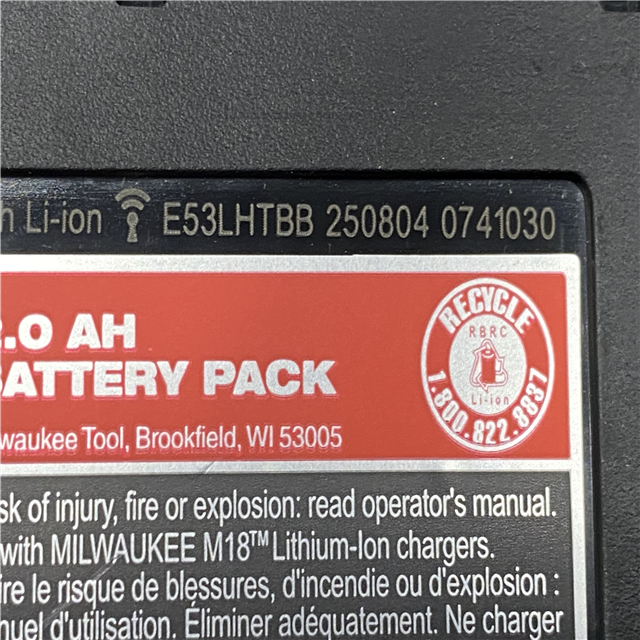 Li-ion E53LHTBB 250804 0741030
.0 AH
BATTERY PACK
RECYCLE
RBRC
Li-ion
1.800.822.8837
waukee Tool, Brookfield, WI 53005
sk of injury, fire or explosion: read operator's manual.
with MILWAUKEE M18™ Lithium-Ion chargers.
ire le risque de blessures, d'incendie ou d'explosion :
nuel d'utilisation. Éliminer adéquatement. Ne charger